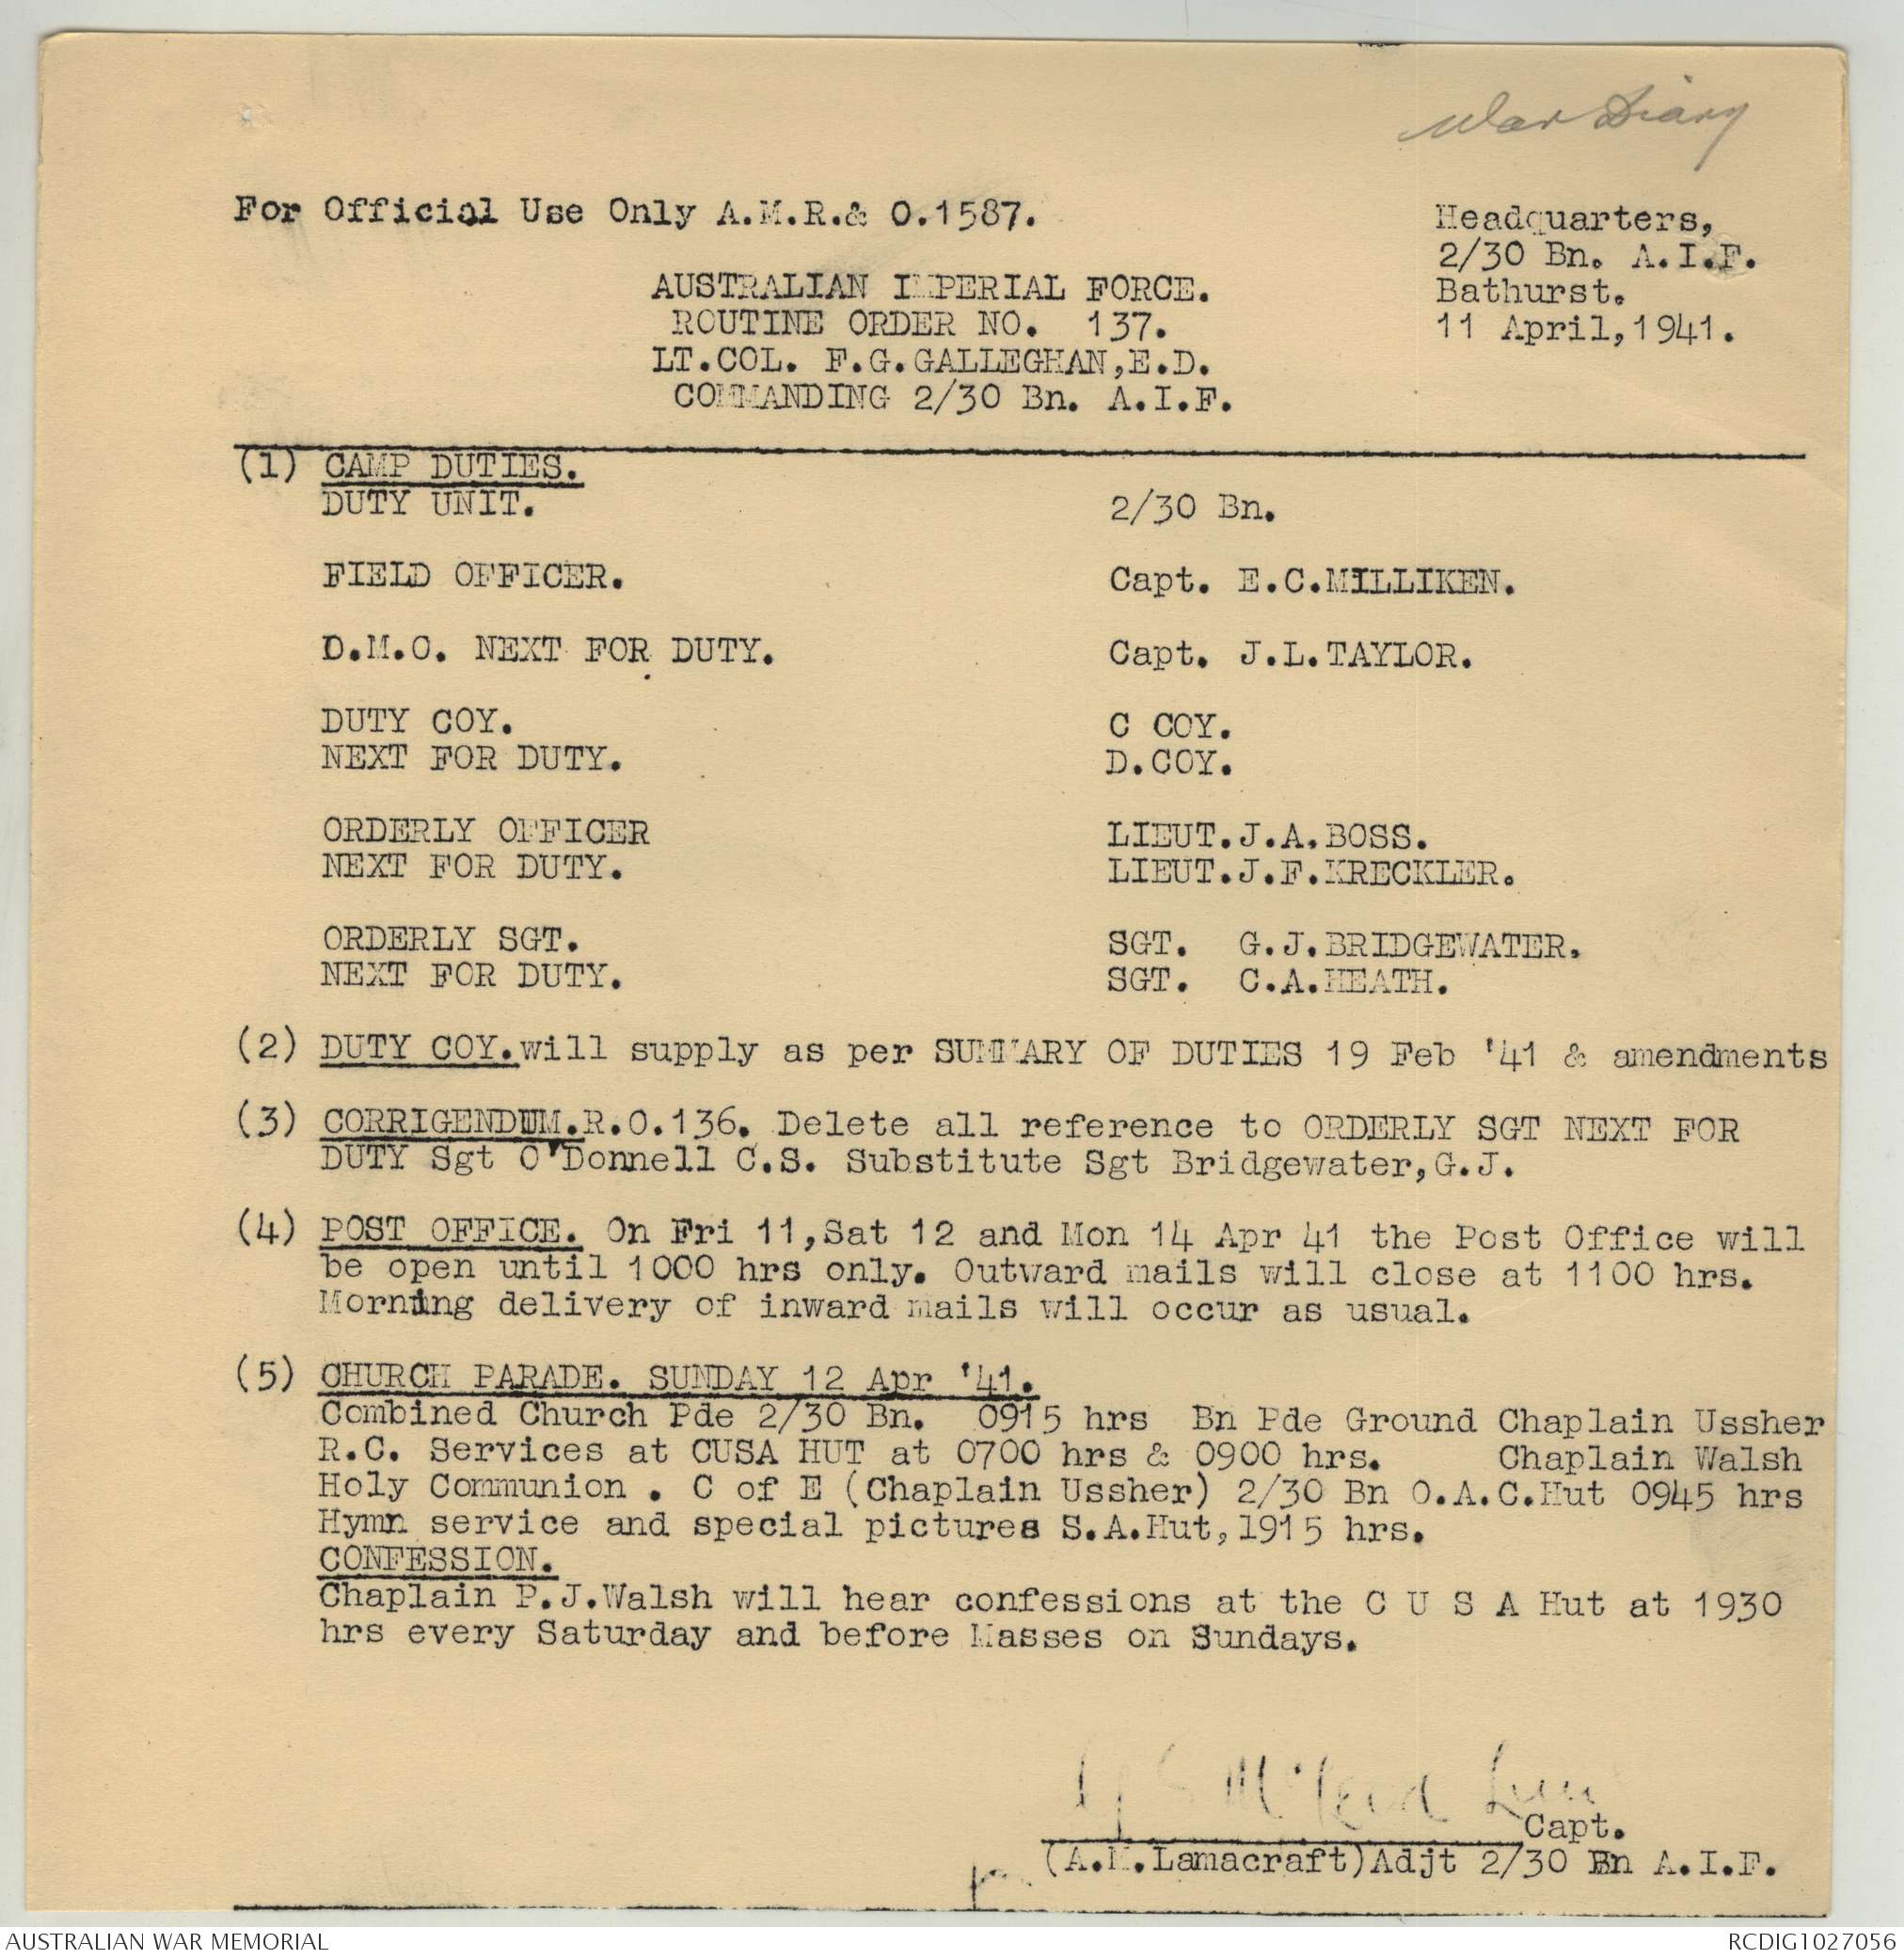 War Diary
For Official Use Only A.M.R.& O.1587.
Headquarters,
2/30 Bn. A.I.F.
Bathurst.
11 April,1941.
AUSTRALIAN IMPERIAL FORCE.
ROUTINE ORDER NO. 137.
LT.COL. F.G.GALLEGHAN,E.D.
COMMANDING 2/30 Bn. A.I.F.
(1) CAMP DUTIES.
DUTY UNIT. 2/30 Bn.
FIELD OFFICER. Capt. E.C.MILLIKEN.
D.M.O. NEXT FOR DUTY. Capt. J.L.TAYLOR.
DUTY COY. C COY.
NEXT FOR DUTY. D.COY.
ORDERLY OFFICER LIEUT.J.A.BOSS.
NEXT FOR DUTY. LIEUT.J.F.KRECKLER.
ORDERLY SGT. SGT. G.J.BRIDGEWATER.
NEXT FOR DUTY. SGT. C.A.HEATH.
(2) DUTY COY.will supply as per SUMMARY OF DUTIES 19 Feb '41 & amendments
(3) CORRIGENDUM.R.O.136. Delete all reference to ORDERLY SGT NEXT FOR
DUTY Sgt O'Donnell C.S. Substitute Sgt Bridgewater,G.J.
(4) POST OFFICE. On Fri 11,Sat 12 and Mon 14 Apr 41 the Post Office will
be open until 1000 hrs only. Outward mails will close at 1100 hrs.
Morning delivery of inward mails will occur as usual.
(5) CHURCH PARADE. SUNDAY 12 Apr '41.
Combined Church Pde 2/30 Bn. 0915 hrs Bn Pde Ground Chaplain Ussher
R.C. Services at CUSA HUT at 0700 hrs & 0900 hrs. Chaplain Walsh
Holy Communion . C of E (Chaplain Ussher) 2/30 Bn O.A.C.Hut 0945 hrs
Hymn service and special pictures S.A.Hut,1915 hrs.
CONFESSION.
Chaplain P.J.Walsh will hear confessions at the C U S A Hut at 1930
hrs every Saturday and before Masses on Sundays.
Capt.
(A.M.Lamacraft)Adjt 2/30 Bn A.I.F.
AUSTRALIAN WAR MEMORIAL
RCDIG1027056